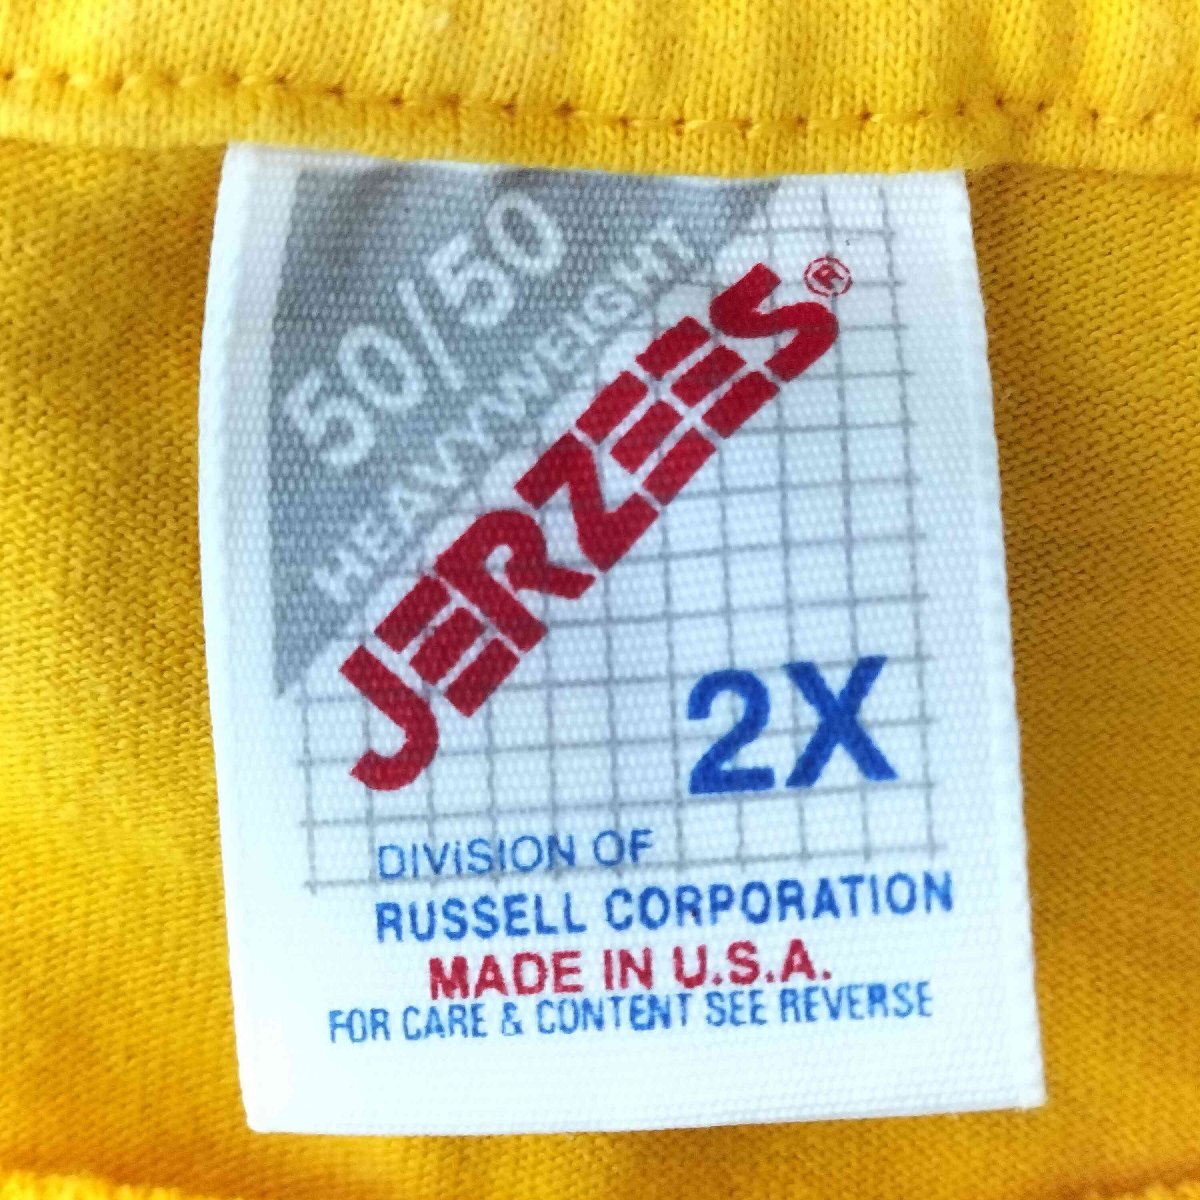 50/50
HEAVYWEIGHT
JERZEES®
2X
DIVISION OF
RUSSELL CORPORATION
MADE IN U.S.A.
FOR CARE & CONTENT SEE REVERSE